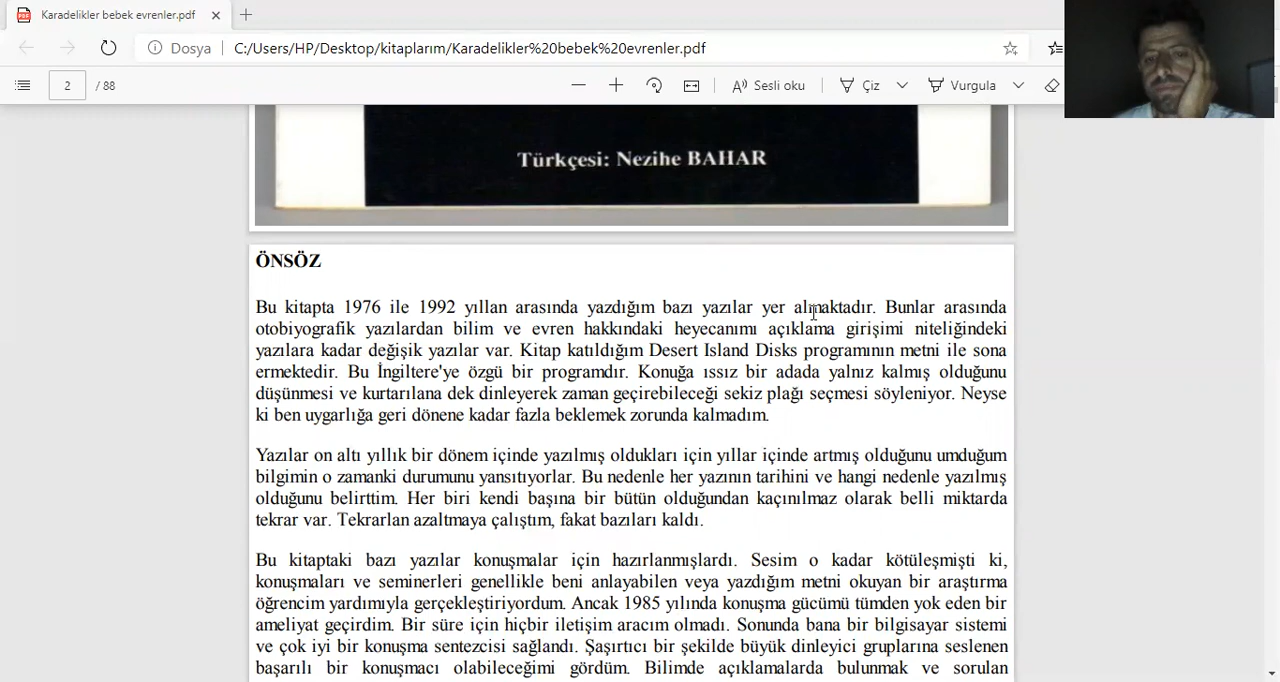 Karadelikler bebek evrenler.pdf
Dosya C:/Users/HP/Desktop/kitaplarım/Karadelikler%20bebek%20evrenler.pdf
2 / 88 Sesli oku Çiz Vurgula
Türkçesi: Nezihe BAHAR
ÖNSÖZ
Bu kitapta 1976 ile 1992 yıllan arasında yazdığım bazı yazılar yer almaktadır. Bunlar arasında
otobiyografik yazılardan bilim ve evren hakkındaki heyecanımı açıklama girişimi niteliğindeki
yazılara kadar değişik yazılar var. Kitap katıldığım Desert Island Disks programının metni ile sona
ermektedir. Bu İngiltere'ye özgü bir programdır. Konuğa ıssız bir adada yalnız kalmış olduğunu
düşünmesi ve kurtarılana dek dinleyerek zaman geçirebileceği sekiz plağı seçmesi söyleniyor. Neyse
ki ben uygarlığa geri dönene kadar fazla beklemek zorunda kalmadım.
Yazılar on altı yıllık bir dönem içinde yazılmış oldukları için yıllar içinde artmış olduğunu umduğum
bilgimin o zamanki durumunu yansıtıyorlar. Bu nedenle her yazının tarihini ve hangi nedenle yazılmış
olduğunu belirttim. Her biri kendi başına bir bütün olduğundan kaçınılmaz olarak belli miktarda
tekrar var. Tekrarlan azaltmaya çalıştım, fakat bazıları kaldı.
Bu kitaptaki bazı yazılar konuşmalar için hazırlanmışlardı. Sesim o kadar kötüleşmişti ki,
konuşmaları ve seminerleri genellikle beni anlayabilen veya yazdığım metni okuyan bir araştırma
öğrencim yardımıyla gerçekleştiriyordum. Ancak 1985 yılında konuşma gücümü tümden yok eden bir
ameliyat geçirdim. Bir süre için hiçbir iletişim aracım olmadı. Sonunda bana bir bilgisayar sistemi
ve çok iyi bir konuşma sentezcisi sağlandı. Şaşırtıcı bir şekilde büyük dinleyici gruplarına seslenen
başarılı bir konuşmacı olabileceğimi gördüm. Bilimde açıklamalarda bulunmak ve sorulan